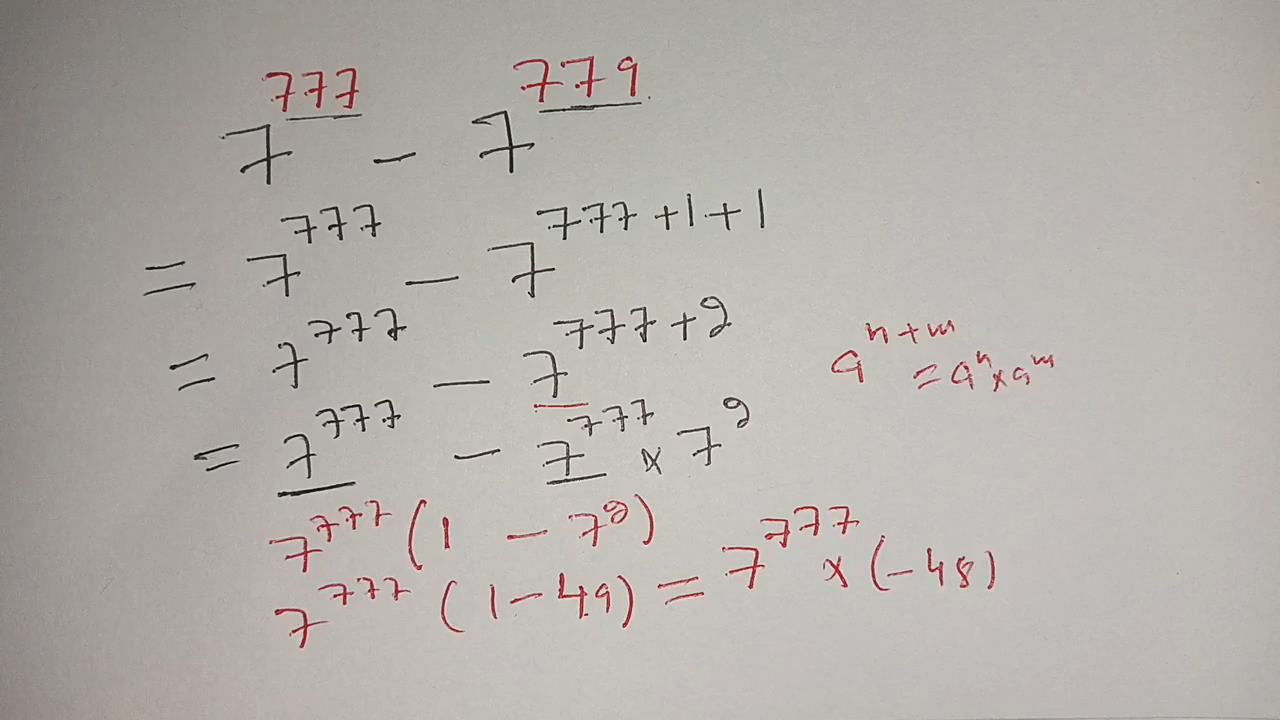 7^777 - 7^779
= 7^777 - 7^777+1+1
= 7^777 - 7^777+2
a^n+m = a^n × a^m
= 7^777 - 7^777 × 7^2
7^777 (1 - 7^2)
7^777 (1 - 49) = 7^777 × (-48)